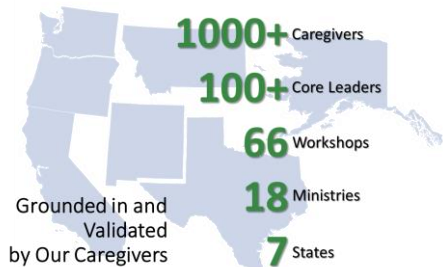 1000+ Caregivers
100+ Core Leaders
66 Workshops
18 Ministries
7 States
Grounded in and
Validated
by Our Caregivers